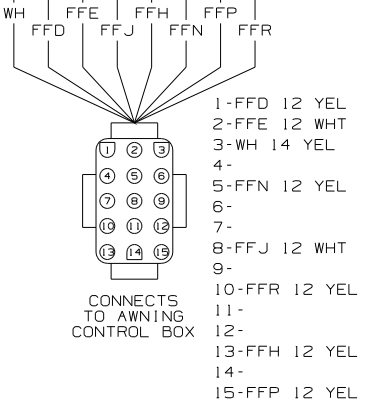 WH FFE FFH FFP
FFD FFJ FFN FFR
1-FFD 12 YEL
2-FFE 12 WHT
3-WH 14 YEL
4-
5-FFN 12 YEL
6-
7-
8-FFJ 12 WHT
9-
10-FFR 12 YEL
11-
12-
13-FFH 12 YEL
14-
15-FFP 12 YEL
1 2 3
4 5 6
7 8 9
10 11 12
13 14 15
CONNECTS
TO AWNING
CONTROL BOX